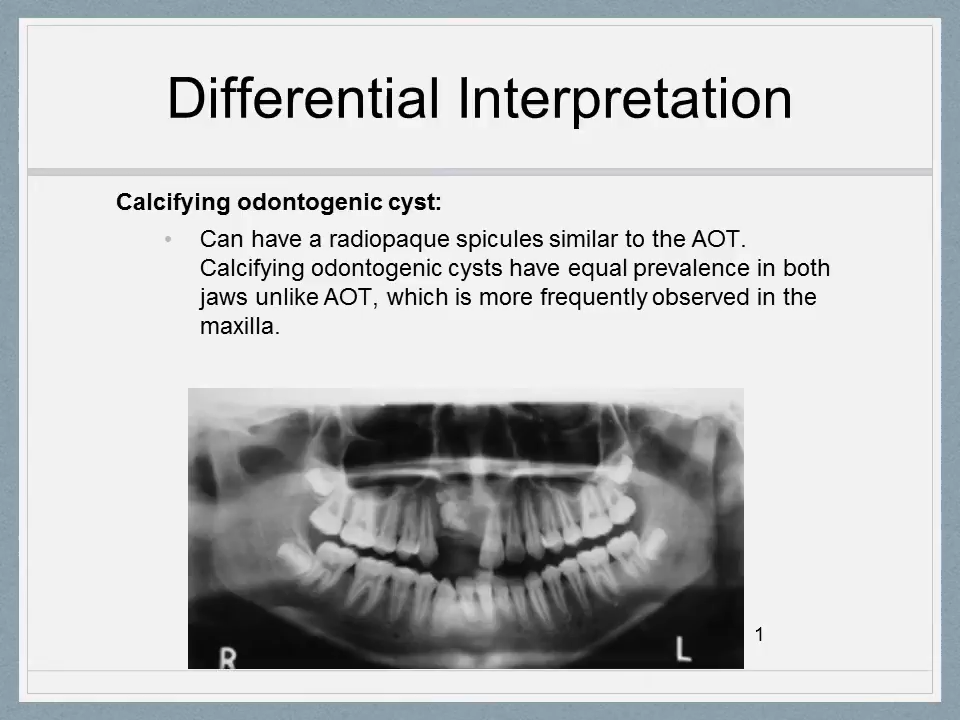 Differential Interpretation
Calcifying odontogenic cyst:
• Can have a radiopaque spicules similar to the AOT.
Calcifying odontogenic cysts have equal prevalence in both
jaws unlike AOT, which is more frequently observed in the
maxilla.
1
R
L